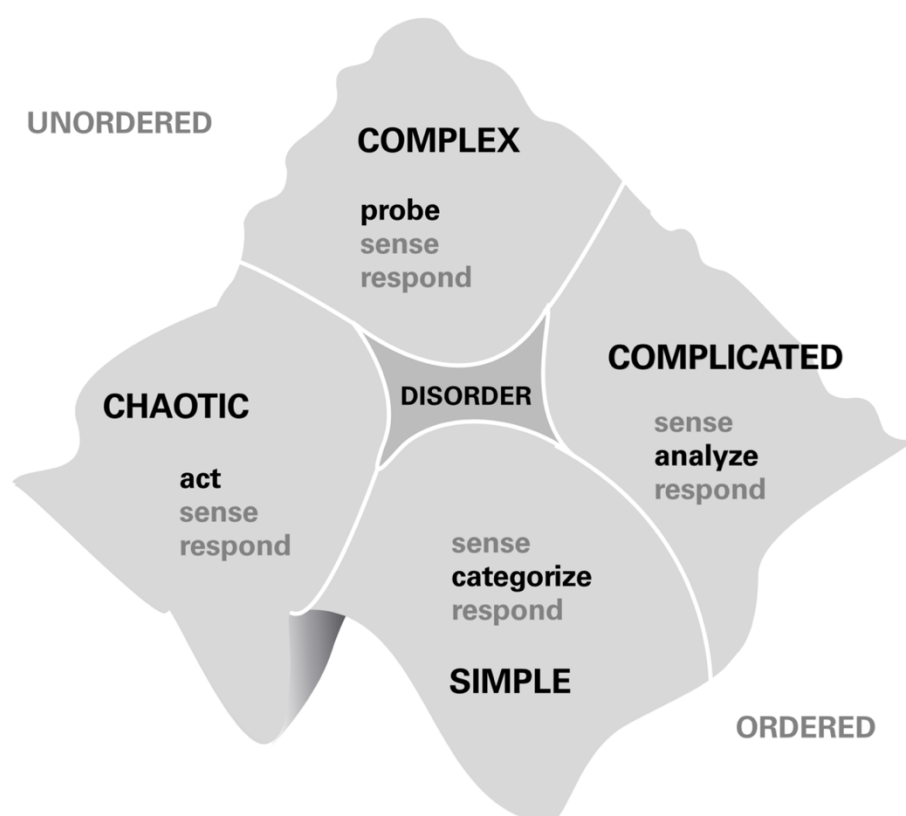 UNORDERED
COMPLEX
probe
sense
respond
CHAOTIC
act
sense
respond
DISORDER
COMPLICATED
sense
analyze
respond
sense
categorize
respond
SIMPLE
ORDERED